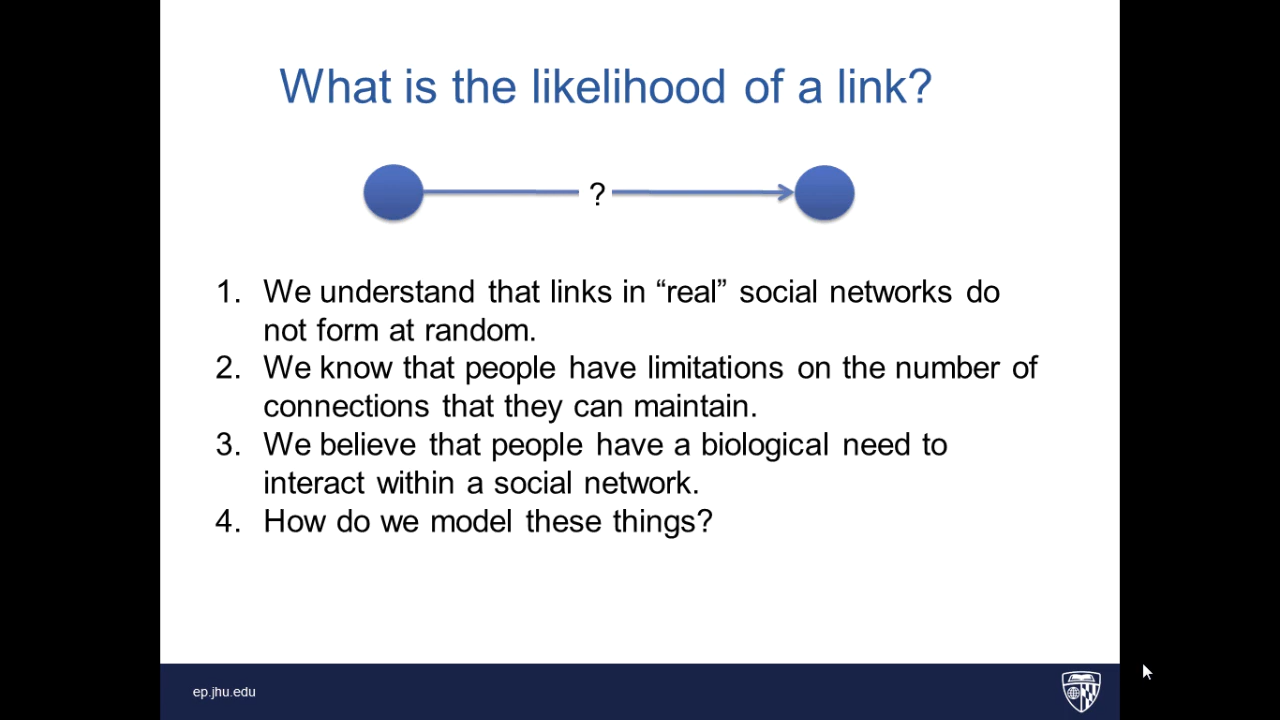 What is the likelihood of a link?
?
1. We understand that links in “real” social networks do
not form at random.
2. We know that people have limitations on the number of
connections that they can maintain.
3. We believe that people have a biological need to
interact within a social network.
4. How do we model these things?
ep.jhu.edu